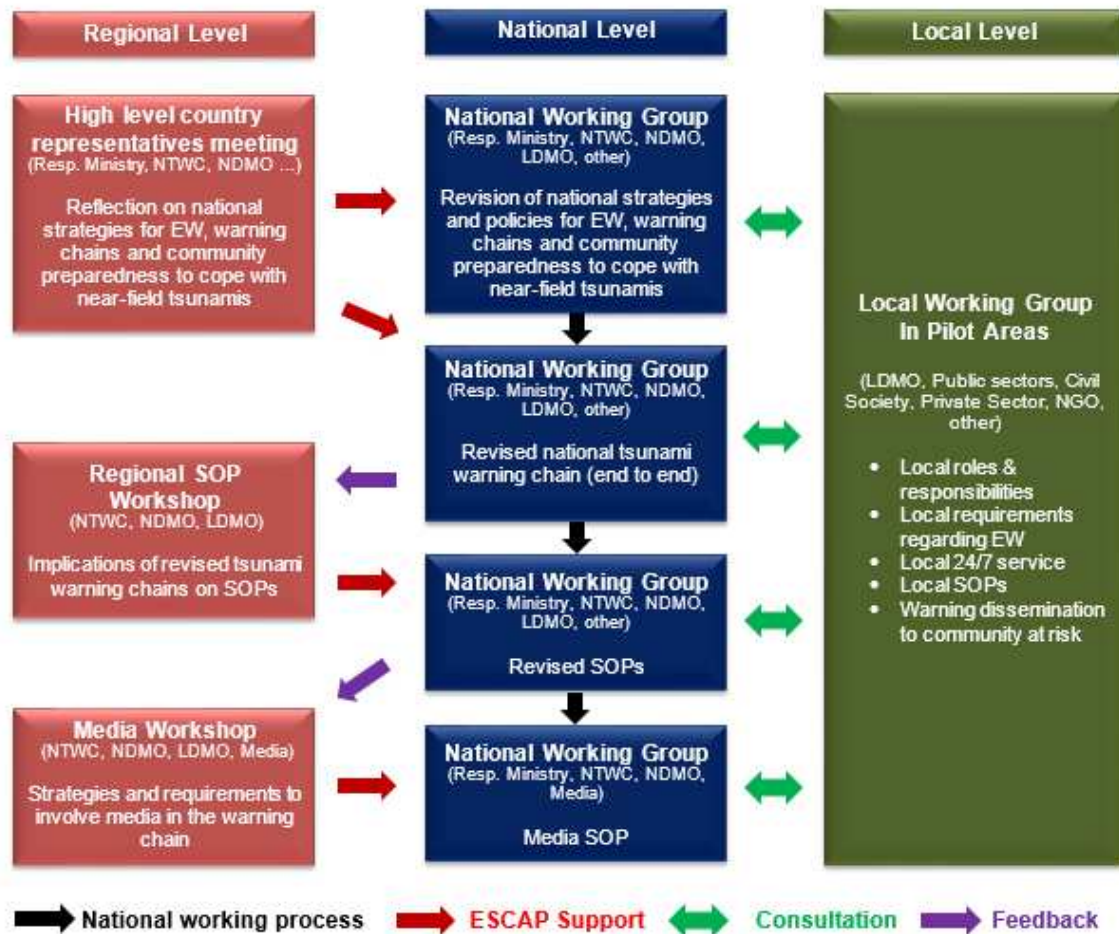 Regional Level
National Level
Local Level
High level country
representatives meeting
(Resp. Ministry, NTWC, NDMO ...)
Reflection on national
strategies for EW, warning
chains and community
preparedness to cope with
near-field tsunamis
National Working Group
(Resp. Ministry, NTWC, NDMO,
LDMO, other)
Revision of national strategies
and policies for EW, warning
chains and community
preparedness to cope with
near-field tsunamis
National Working Group
(Resp. Ministry, NTWC, NDMO,
LDMO, other)
Revised national tsunami
warning chain (end to end)
Regional SOP
Workshop
(NTWC, NDMO, LDMO)
Implications of revised tsunami
warning chains on SOPs
National Working Group
(Resp. Ministry, NTWC, NDMO,
LDMO, other)
Revised SOPs
Media Workshop
(NTWC, NDMO, LDMO, Media)
Strategies and requirements to
involve media in the warning
chain
National Working Group
(Resp. Ministry, NTWC, NDMO,
Media)
Media SOP
Local Working Group
In Pilot Areas
(LDMO, Public sectors, Civil
Society, Private Sector, NGO,
other)
• Local roles &
responsibilities
• Local requirements
regarding EW
• Local 24/7 service
• Local SOPs
• Warning dissemination
to community at risk
National working process
ESCAP Support
Consultation
Feedback